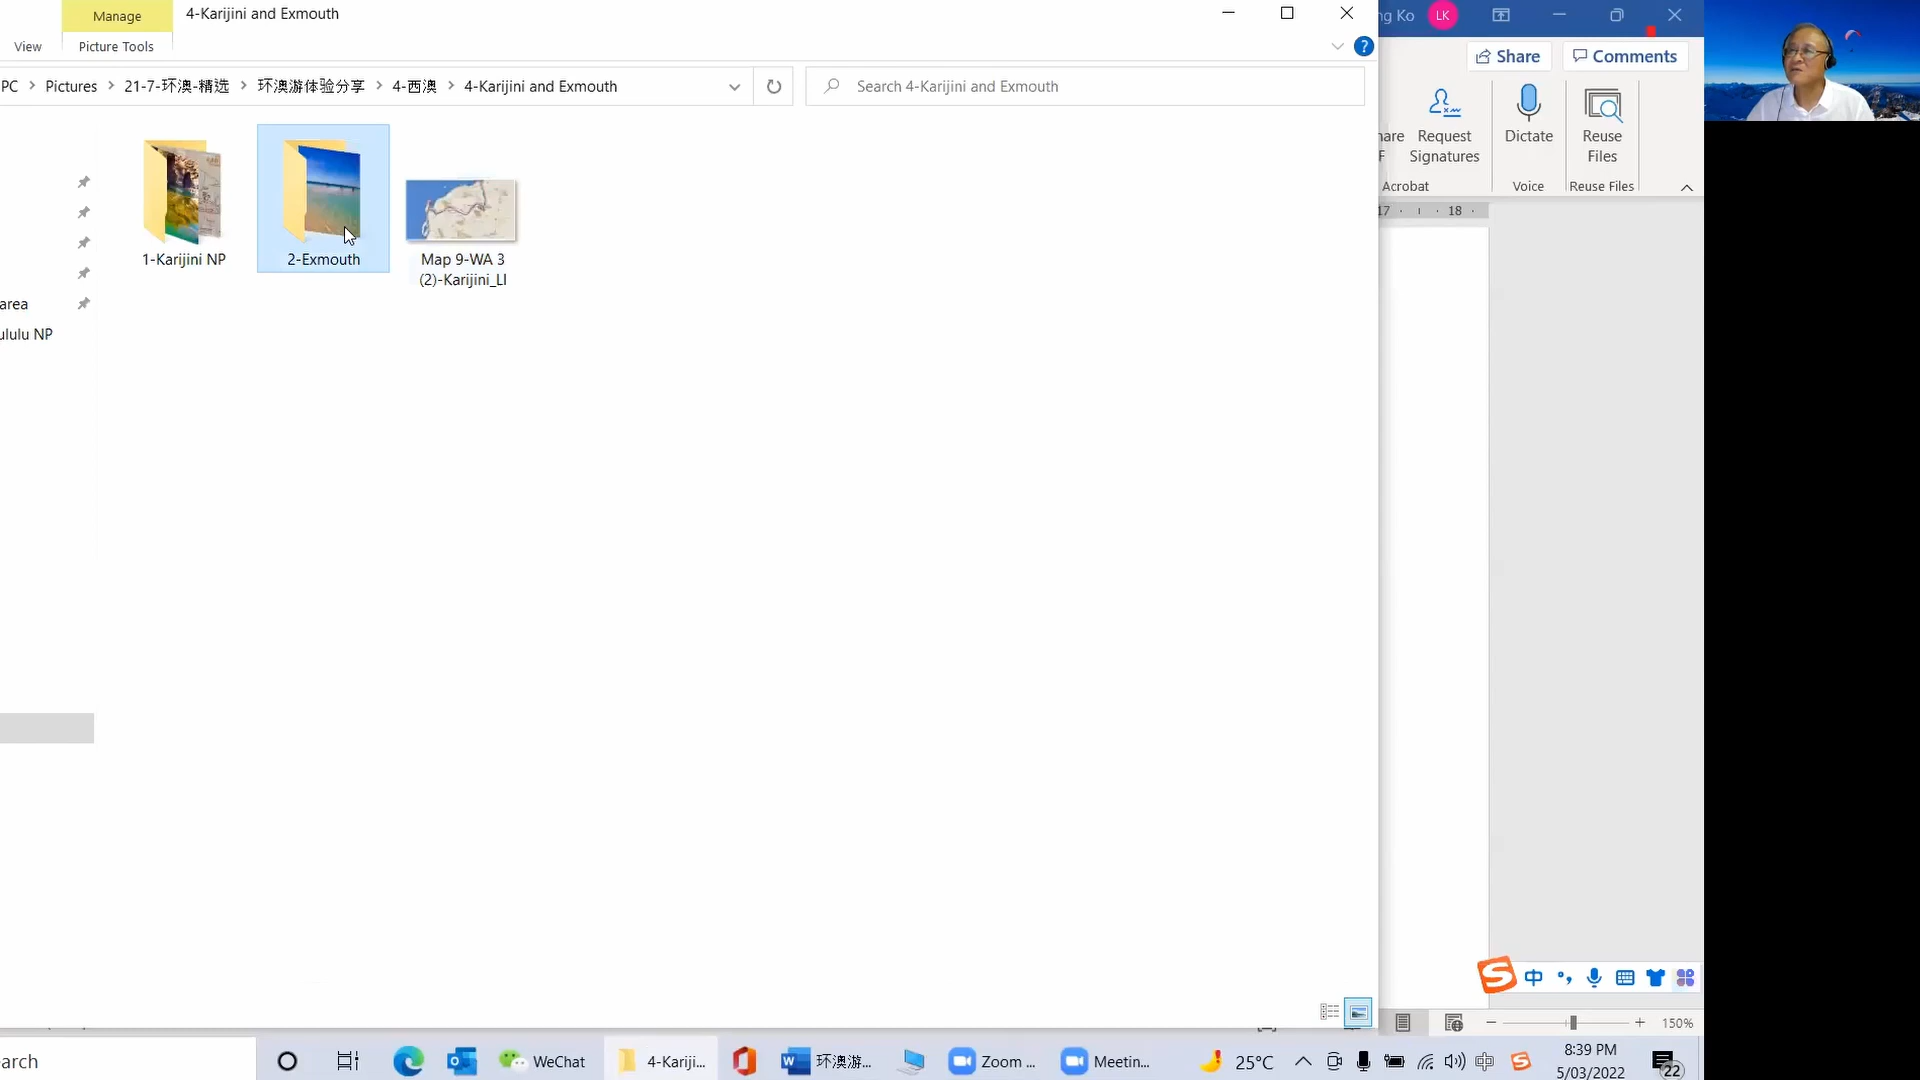 Manage
4-Karijini and Exmouth
View
Picture Tools
PC
Pictures
21-7-环澳-精选
环澳游体验分享
4-西澳
4-Karijini and Exmouth
Search 4-Karijini and Exmouth
1-Karijini NP
2-Exmouth
Map 9-WA 3
(2)-Karijini_LI
area
ululu NP
ng Ko
LK
Share
Comments
hare
F
Request
Signatures
Dictate
Reuse
Files
Acrobat
Voice
Reuse Files
17
18
中
150%
arch
WeChat
4-Kariji...
环澳游...
Zoom ...
Meetin...
25°C
8:39 PM
5/03/2022
22